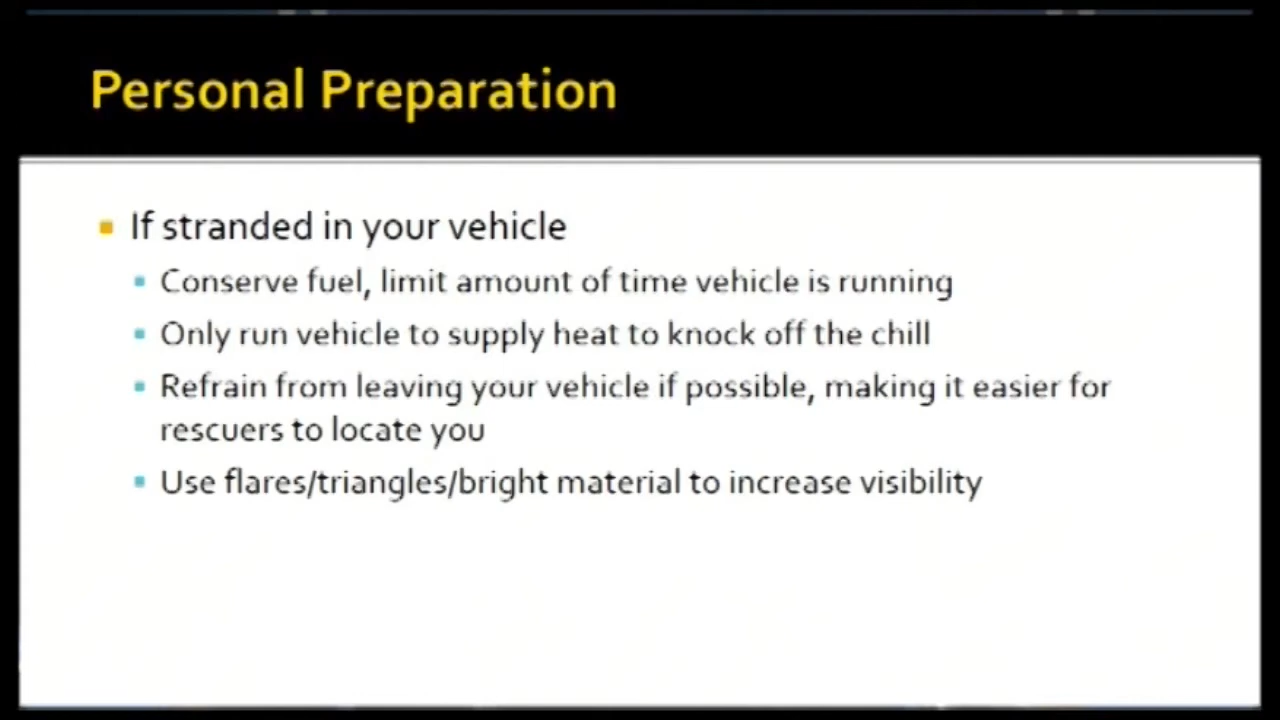 Personal Preparation
If stranded in your vehicle
Conserve fuel, limit amount of time vehicle is running
Only run vehicle to supply heat to knock off the chill
Refrain from leaving your vehicle if possible, making it easier for
rescuers to locate you
Use flares/triangles/bright material to increase visibility